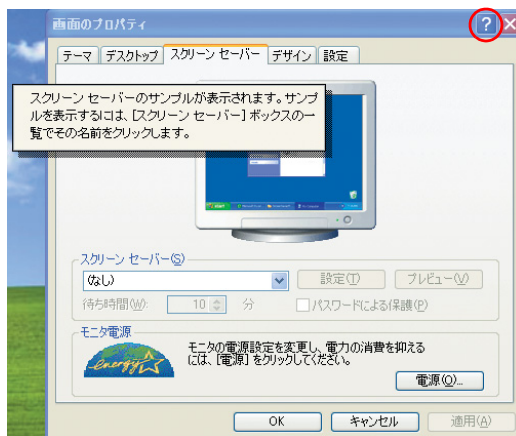 画面のプロパティ
?
テーマ デスクトップ スクリーン セーバー デザイン 設定
スクリーン セーバーのサンプルが表示されます。サンプ
ルを表示するには、[スクリーン セーバー] ボックスの一
覧でその名前をクリックします。
スクリーン セーバー(S)
(なし)
設定(T)
プレビュー(V)
待ち時間(W):
10
分
パスワードによる保護(P)
モニタ電源
energy
モニタの電源設定を変更し、電力の消費を抑える
には、[電源] をクリックしてください。
電源(O)...
OK
キャンセル
適用(A)